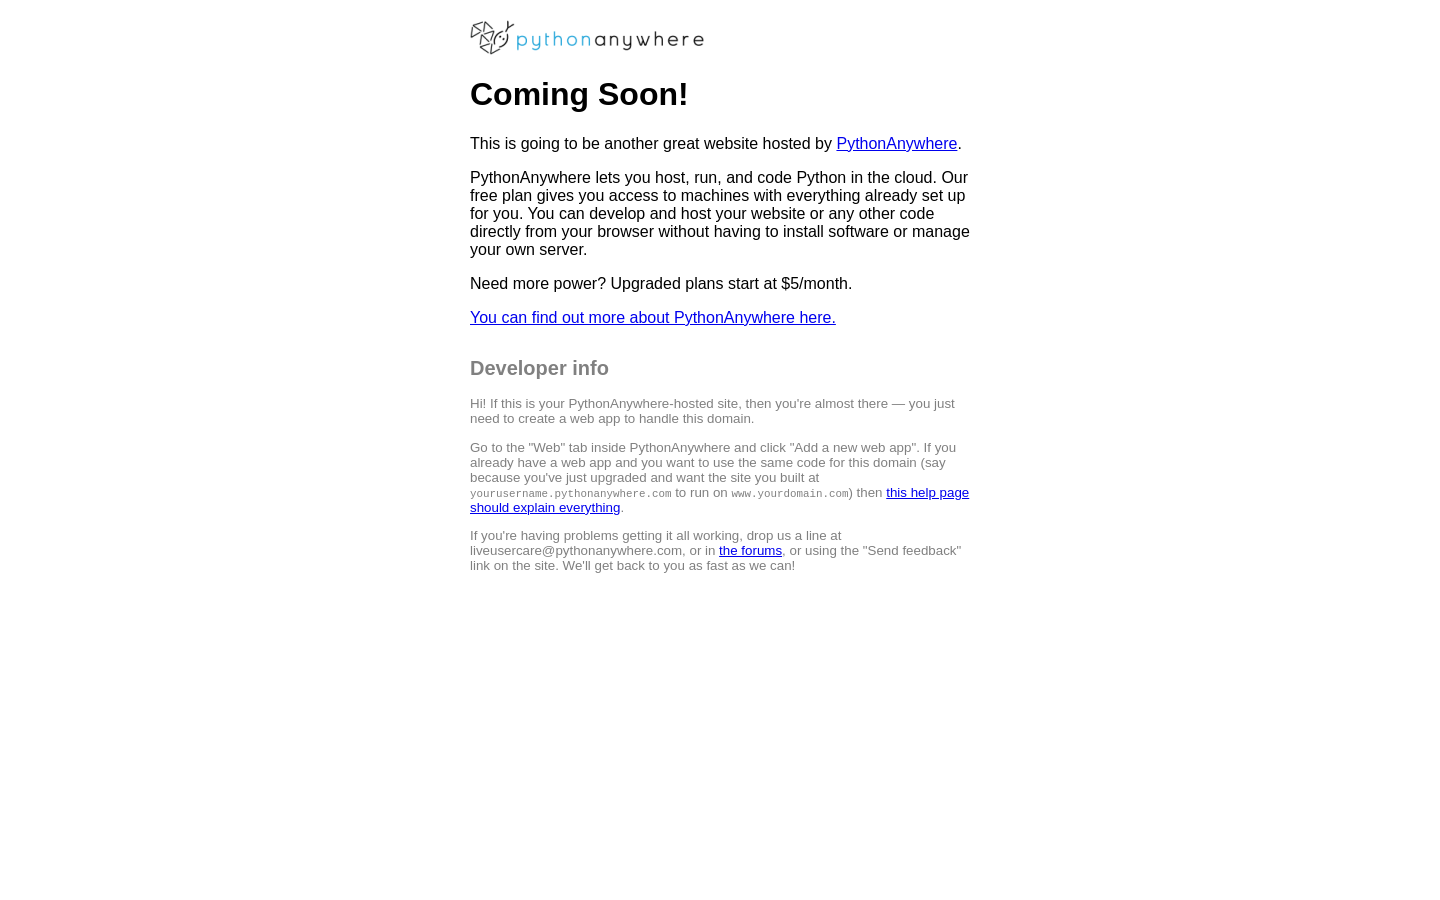 pythonanywhere
Coming Soon!
This is going to be another great website hosted by PythonAnywhere.
PythonAnywhere lets you host, run, and code Python in the cloud. Our
free plan gives you access to machines with everything already set up
for you. You can develop and host your website or any other code
directly from your browser without having to install software or manage
your own server.
Need more power? Upgraded plans start at $5/month.
You can find out more about PythonAnywhere here.
Developer info
Hi! If this is your PythonAnywhere-hosted site, then you're almost there — you just
need to create a web app to handle this domain.
Go to the "Web" tab inside PythonAnywhere and click "Add a new web app". If you
already have a web app and you want to use the same code for this domain (say
because you've just upgraded and want the site you built at
yourusername.pythonanywhere.com to run on www.yourdomain.com) then this help page
should explain everything.
If you're having problems getting it all working, drop us a line at
liveusercare@pythonanywhere.com, or in the forums, or using the "Send feedback"
link on the site. We'll get back to you as fast as we can!